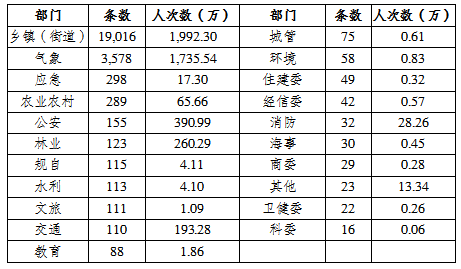 部门 条数 人次数（万） 部门 条数 人次数（万）
乡镇（街道） 19,016 1,992.30 城管 75 0.61
气象 3,578 1,735.54 环境 58 0.83
应急 298 17.30 住建委 49 0.32
农业农村 289 65.66 经信委 42 0.57
公安 155 390.99 消防 32 28.26
林业 123 260.29 海事 30 0.45
规自 115 4.11 商委 29 0.28
水利 113 4.10 其他 23 13.34
文旅 111 1.09 卫健委 22 0.26
交通 110 193.28 科委 16 0.06
教育 88 1.86